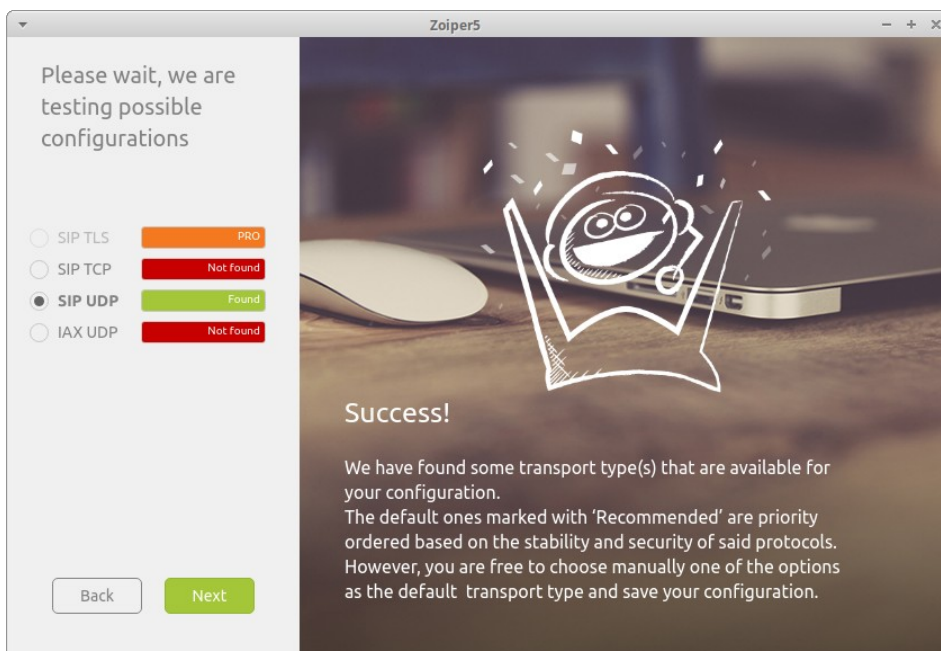 Zoiper5
Please wait, we are
testing possible
configurations
SIP TLS PRO
SIP TCP Not found
SIP UDP Found
IAX UDP Not found
Back Next
Success!
We have found some transport type(s) that are available for
your configuration.
The default ones marked with ‘Recommended’ are priority
ordered based on the stability and security of said protocols.
However, you are free to choose manually one of the options
as the default  transport type and save your configuration.